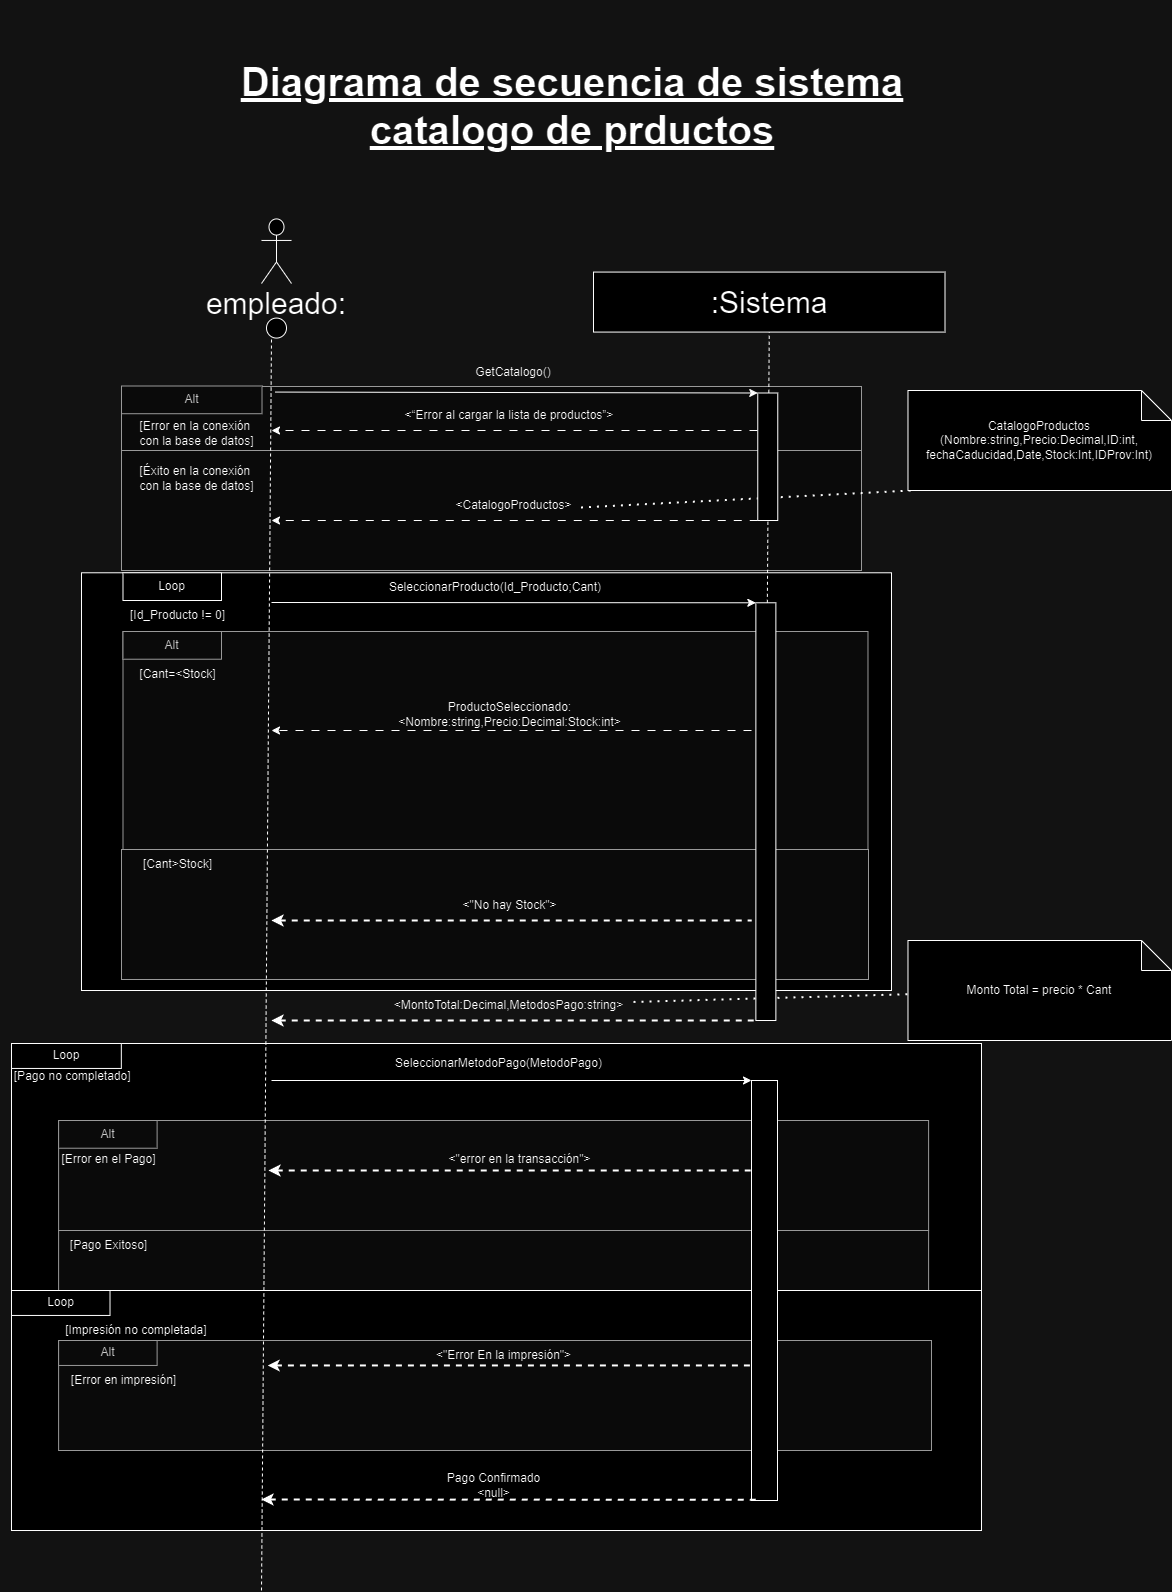 Diagrama de secuencia de sistema
catalogo de prductos
empleado:
:Sistema
GetCatalogo()
Alt
<“Error al cargar la lista de productos”>
[Error en la conexión
con la base de datos]
CatalogoProductos
(Nombre:string,Precio:Decimal,ID:int,
fechaCaducidad,Date,Stock:Int,IDProv:Int)
[Éxito en la conexión
con la base de datos]
<CatalogoProductos>
Loop
SeleccionarProducto(Id_Producto;Cant)
[Id_Producto != 0]
Alt
[Cant=<Stock]
ProductoSeleccionado:
<Nombre:string,Precio:Decimal:Stock:int>
[Cant>Stock]
<"No hay Stock">
Monto Total = precio * Cant
<MontoTotal:Decimal,MetodosPago:string>
Loop
SeleccionarMetodoPago(MetodoPago)
[Pago no completado]
Alt
[Error en el Pago]
<"error en la transacción">
[Pago Exitoso]
Loop
[Impresión no completada]
Alt
<"Error En la impresión">
[Error en impresión]
Pago Confirmado
<null>